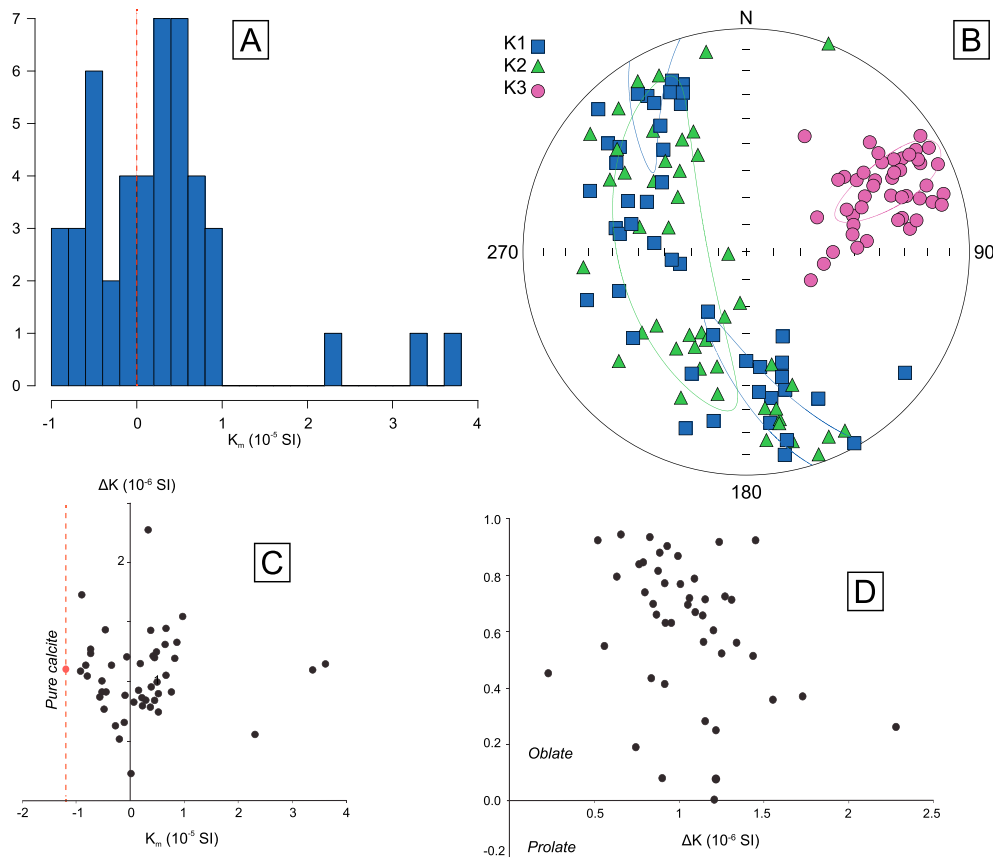 A
7
6
5
4
3
2
1
0
-1
0
1
2
3
4
Km (10-5 SI)
B
K1
K2
K3
N
270
90
180
C
ΔK (10-6 SI)
2
1
Pure calcite
-2
-1
0
1
2
4
Km (10-5 SI)
D
1.0
0.8
0.6
0.4
0.2
0.0
-0.2
Oblate
Prolate
0.5
1
1.5
2
2.5
ΔK (10-6 SI)